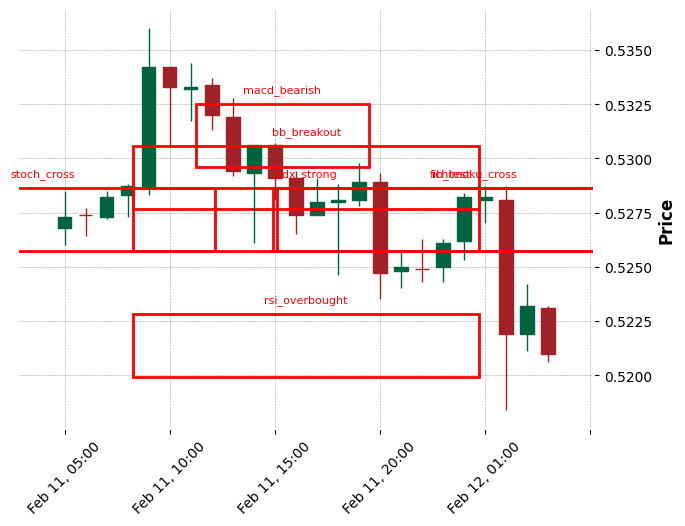 macd_bearish
bb_breakout
stoch_cross
strong
cross
rsi_overbought
0.5350
0.5325
0.5300
0.5275
0.5250
0.5225
0.5200
Price
Feb 11, 05:00
Feb 11, 10:00
Feb 11, 15:00
Feb 11, 20:00
Feb 12, 01:00